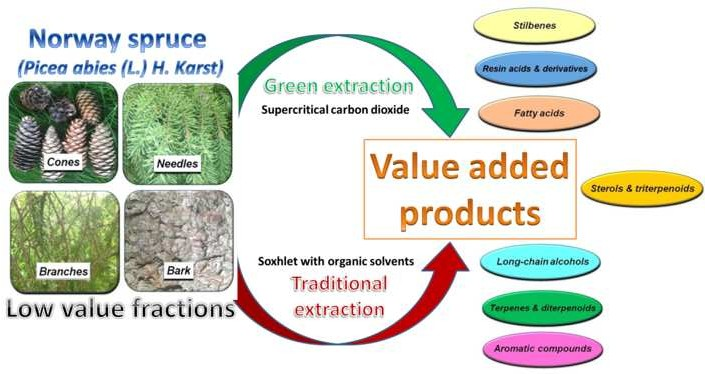 Norway spruce
(Picea abies (L.) H. Karst)
Cones
Needles
Branches
Bark
Low value fractions
Green extraction
Supercritical carbon dioxide
Value added
products
Soxhlet with organic solvents
Traditional
extraction
Stilbenes
Resin acids & derivatives
Fatty acids
Sterols & triterpenoids
Long-chain alcohols
Terpenes & diterpenoids
Aromatic compounds